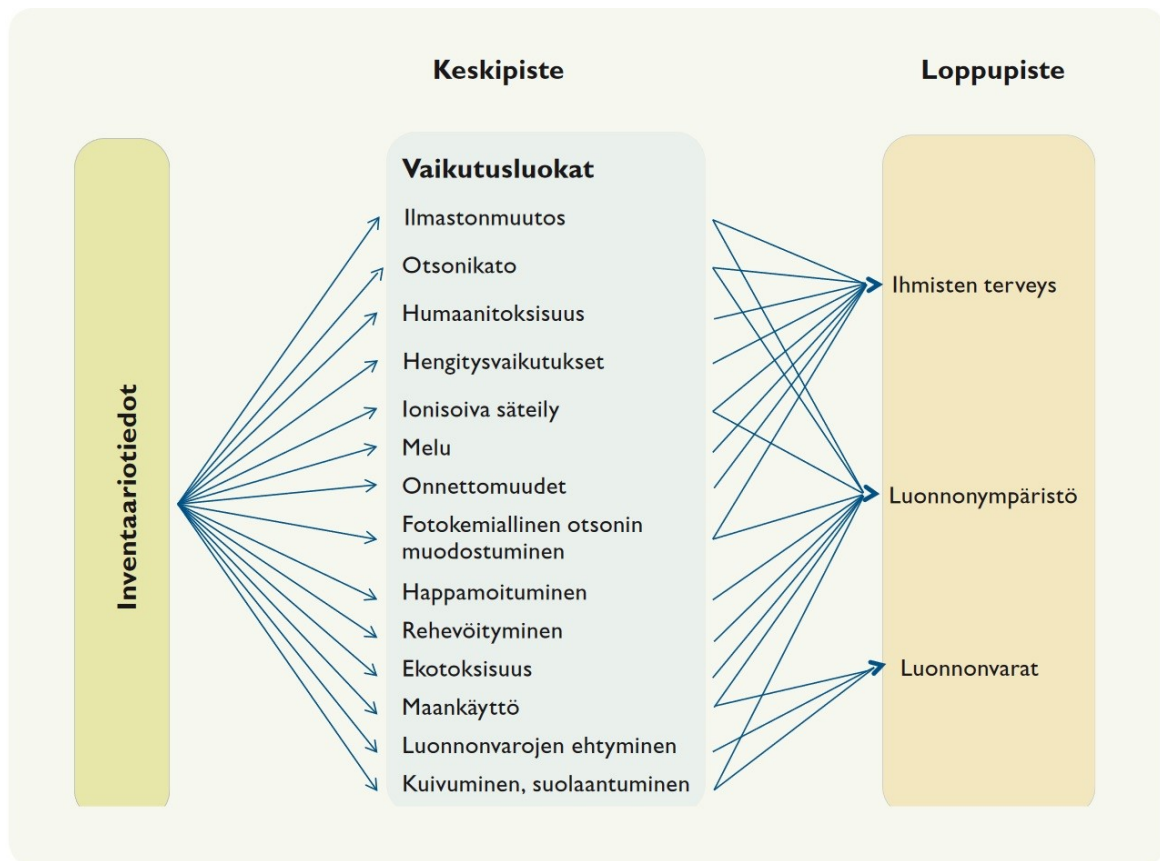 Keskipiste
Loppupiste
Inventaariotiedot
Vaikutusluokat
Ilmastonmuutos
Otsonikato
Humaanitoksisuus
Hengitysvaikutukset
Ionisoiva säteily
Melu
Onnettomuudet
Fotokemiallinen otsonin
muodostuminen
Happamoituminen
Rehevöityminen
Ekotoksisuus
Maankäyttö
Luonnonvarojen ehtyminen
Kuivuminen, suolaantuminen
Ihmisten terveys
Luonnonympäristö
Luonnonvarat